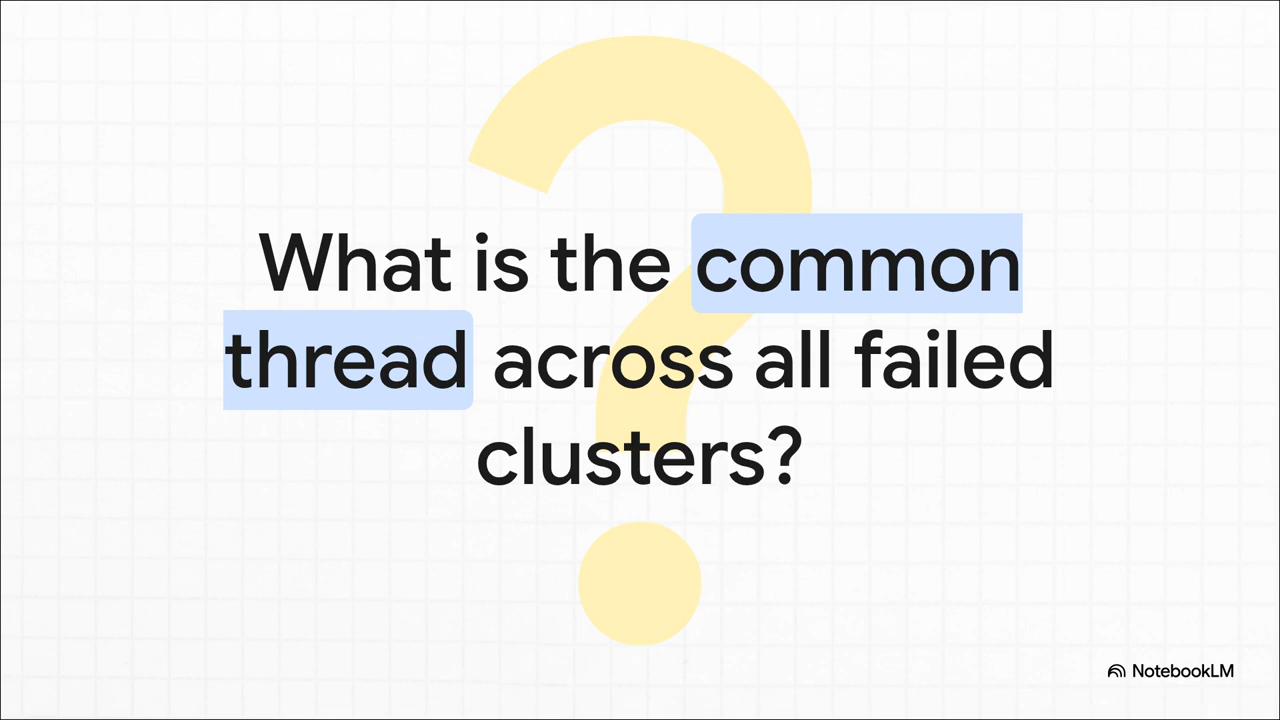 What is the common
thread across all failed
clusters?
NotebookLM